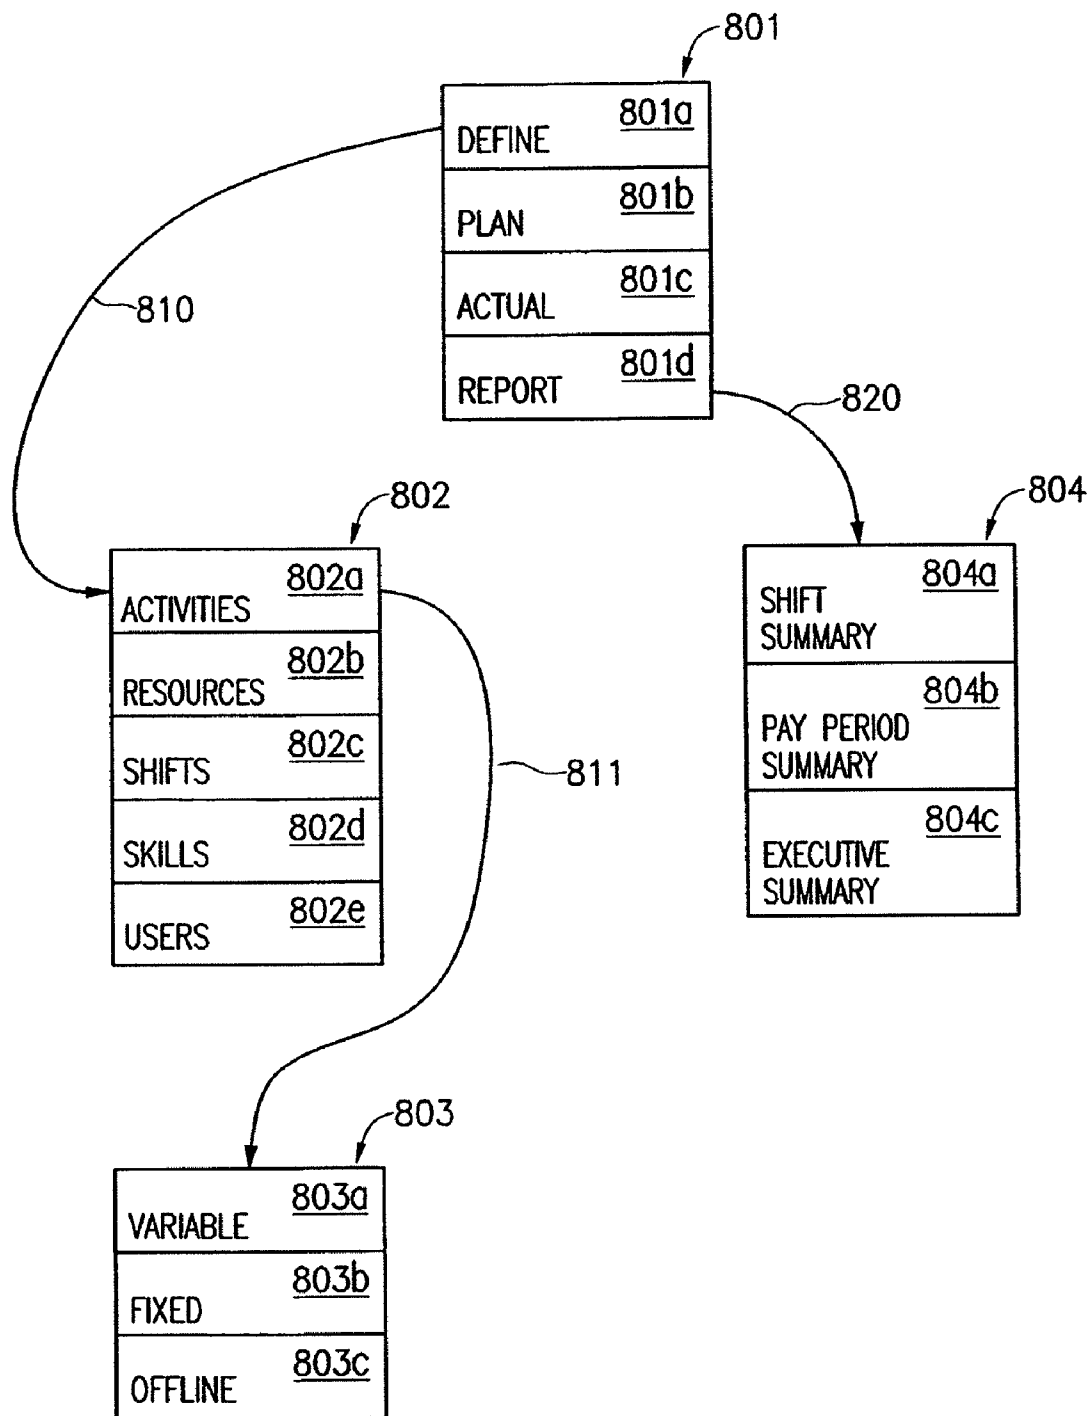 801
801a
DEFINE
801b
PLAN
801c
ACTUAL
801d
REPORT
810
820
802
802a
ACTIVITIES
802b
RESOURCES
802c
SHIFTS
802d
SKILLS
802e
USERS
811
804
804a
SHIFT
SUMMARY
804b
PAY PERIOD
SUMMARY
804c
EXECUTIVE
SUMMARY
803
803a
VARIABLE
803b
FIXED
803c
OFFLINE